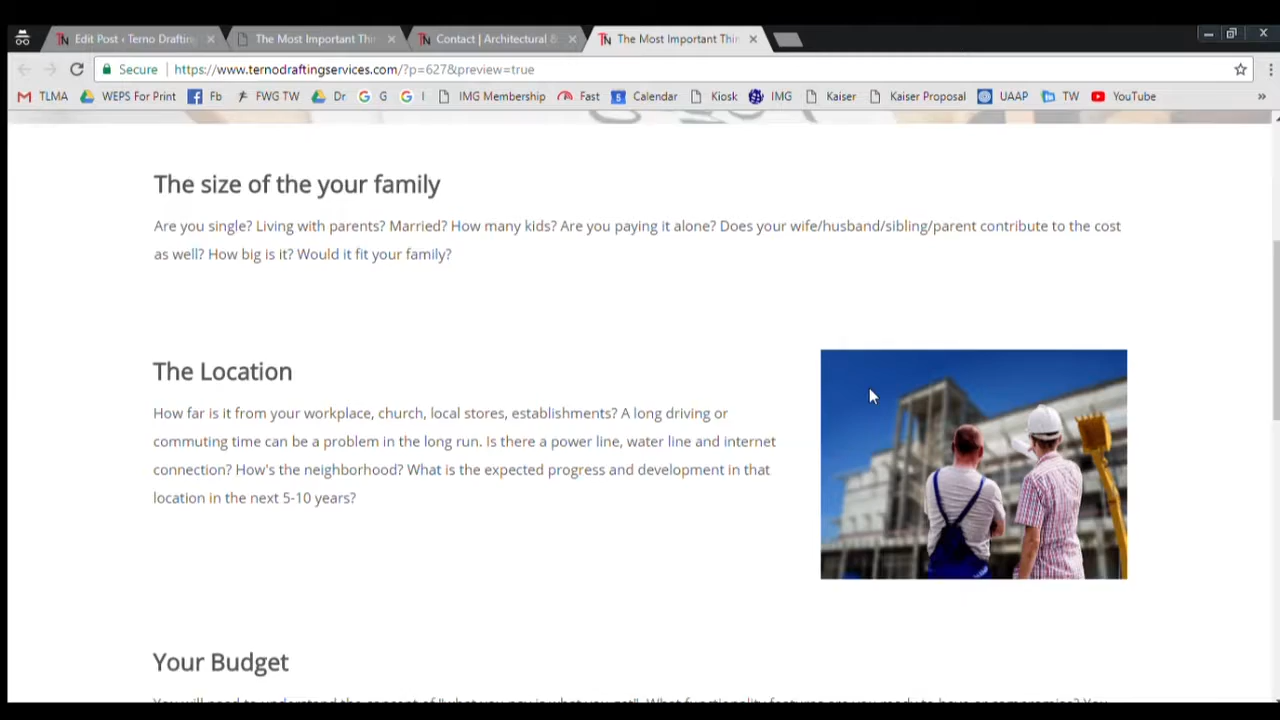 Edit Post ‹ Terno Drafting
The Most Important Thi
Contact | Architectural &
The Most Important Thin
Secure
https://www.ternodraftingservices.com/?p=627&preview=true
TLMA WEPS For Print Fb FWG TW Dr G I IMG Membership Fast Calendar Kiosk IMG Kaiser Kaiser Proposal UAAP TW YouTube »
The size of the your family
Are you single? Living with parents? Married? How many kids? Are you paying it alone? Does your wife/husband/sibling/parent contribute to the cost
as well? How big is it? Would it fit your family?
The Location
How far is it from your workplace, church, local stores, establishments? A long driving or
commuting time can be a problem in the long run. Is there a power line, water line and internet
connection? How's the neighborhood? What is the expected progress and development in that
location in the next 5-10 years?
Your Budget